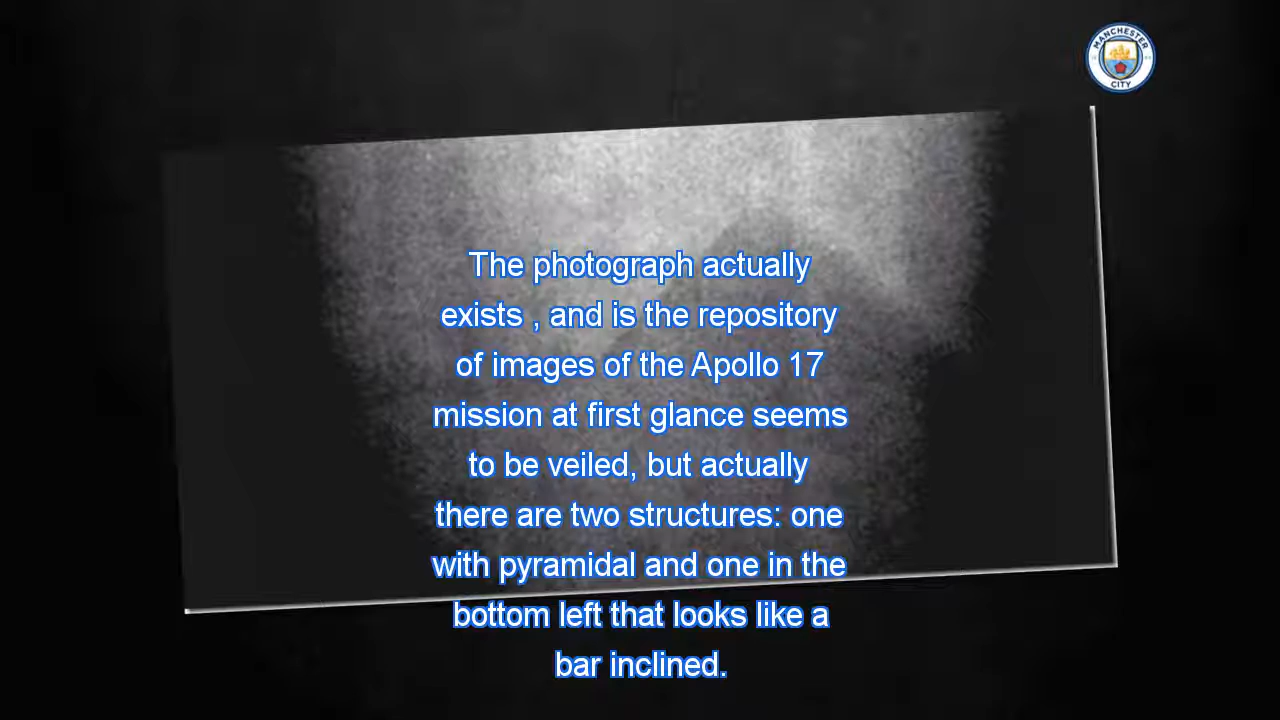 MANCHESTER
CITY
The photograph actually
exists , and is the repository
of images of the Apollo 17
mission at first glance seems
to be veiled, but actually
there are two structures: one
with pyramidal and one in the
bottom left that looks like a
bar inclined.